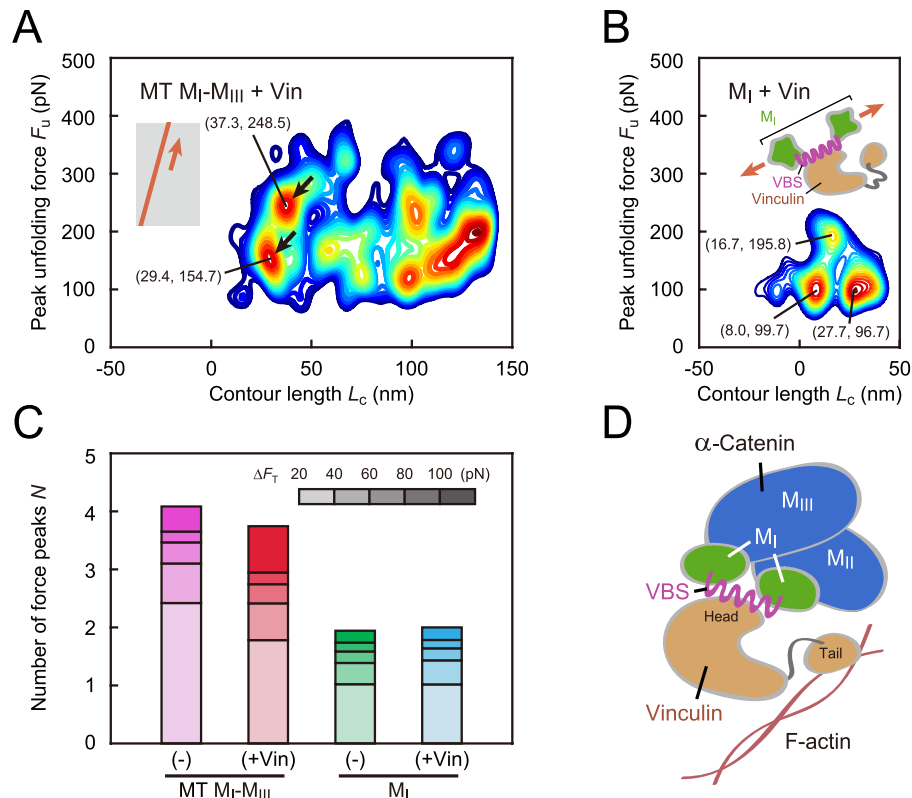 A
Peak unfolding force Fu (pN)
500
400
300
200
100
0
MT MI-MIII + Vin
(37.3, 248.5)
(29.4, 154.7)
-50
0
50
100
150
Contour length Lc (nm)
B
Peak unfolding force Fu (pN)
500
400
300
200
100
0
MI + Vin
MI
VBS
Vinculin
(16.7, 195.8)
(8.0, 99.7)
(27.7, 96.7)
-50
0
50
Contour length Lc (nm)
C
Number of force peaks N
5
4
3
2
1
0
ΔFT 20 40 60 80 100 (pN)
(-) (+Vin) (-) (+Vin)
MT MI-MIII MI
D
α-Catenin
MIII
MI
MII
VBS
Head
Tail
Vinculin
F-actin